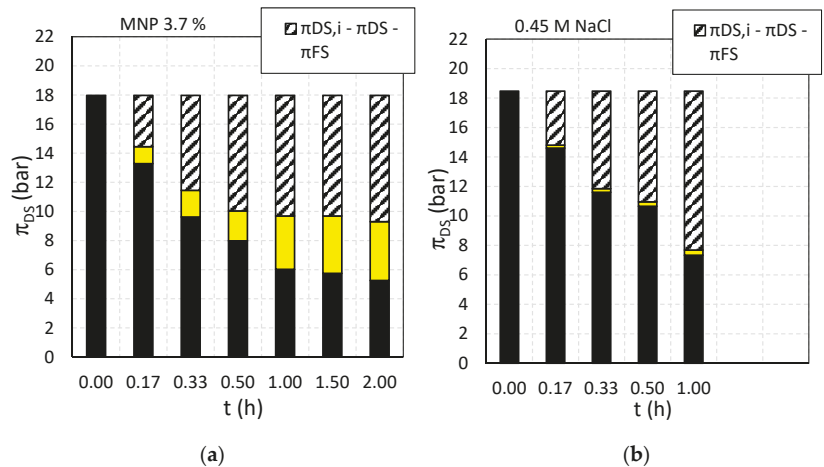 MNP 3.7 %
πDS,i - πDS -
πFS
22
20
18
16
14
12
10
8
6
4
2
0
πDS (bar)
0.00 0.17 0.33 0.50 1.00 1.50 2.00
t (h)
(a)
0.45 M NaCl
πDS,i - πDS -
πFS
22
20
18
16
14
12
10
8
6
4
2
0
πDS (bar)
0.00 0.17 0.33 0.50 1.00
t (h)
(b)